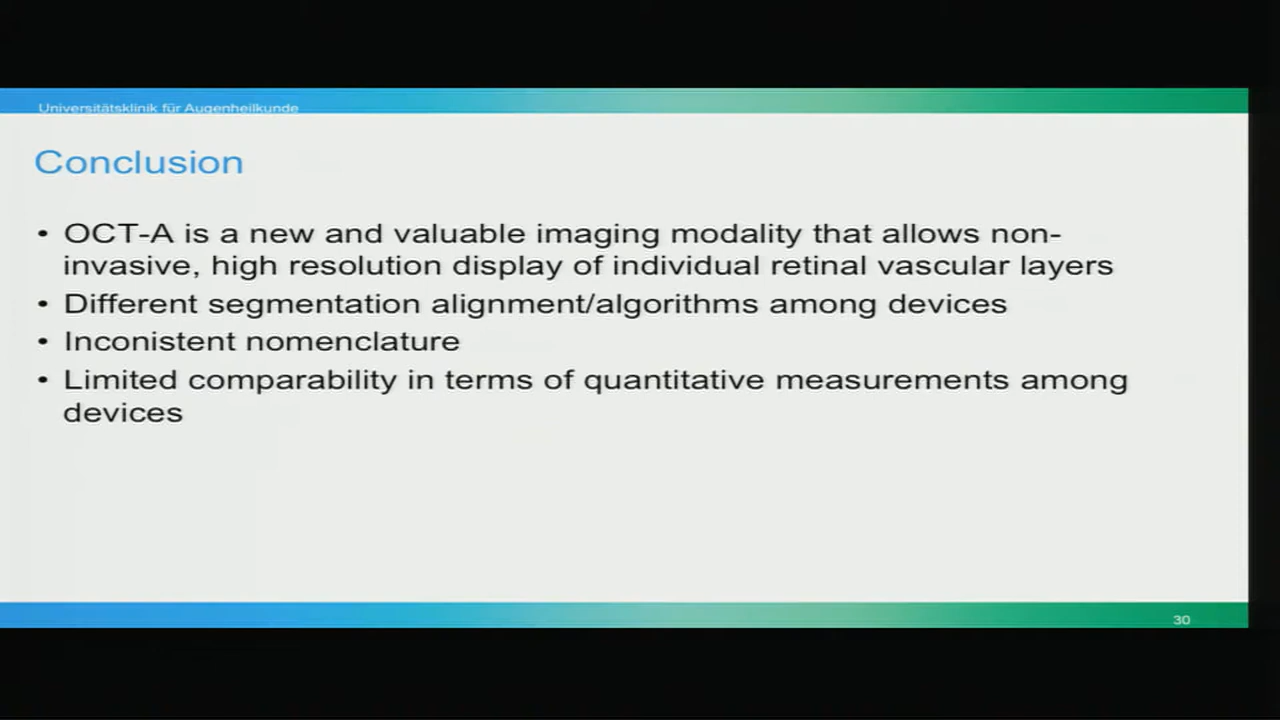 Universitätsklinik für Augenheilkunde
Conclusion
• OCT-A is a new and valuable imaging modality that allows non-
invasive, high resolution display of individual retinal vascular layers
• Different segmentation alignment/algorithms among devices
• Inconistent nomenclature
• Limited comparability in terms of quantitative measurements among
devices
30